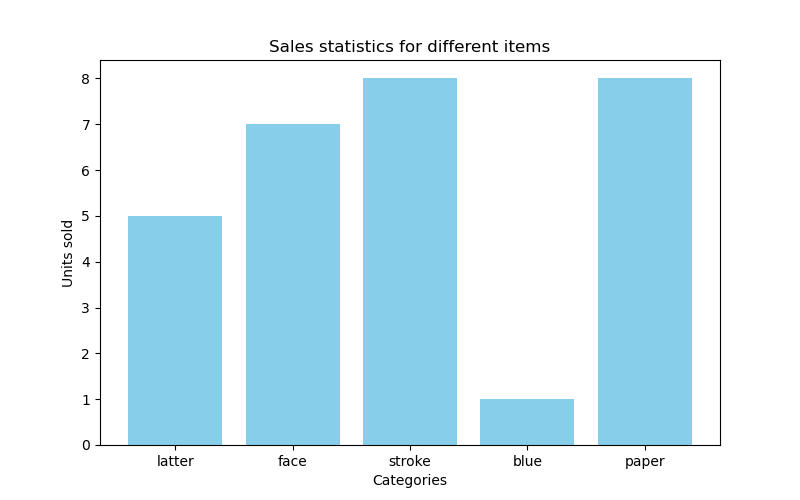 Sales statistics for different items
Units sold
8
7
6
5
4
3
2
1
0
latter face stroke blue paper
Categories